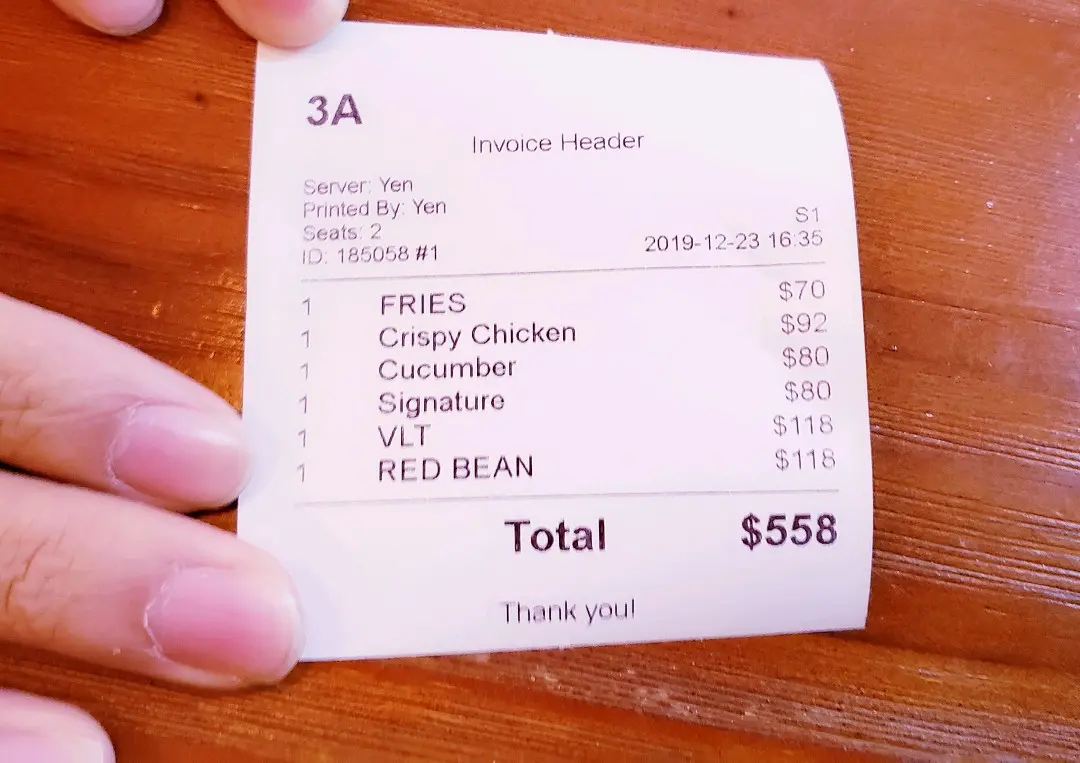 3A
Invoice Header
Server: Yen
Printed By: Yen
Seats: 2 S1
ID: 185058 #1 2019-12-23 16:35
1 FRIES $70
1 Crispy Chicken $92
1 Cucumber $80
1 Signature $80
1 VLT $118
1 RED BEAN $118
Total $558
Thank you!